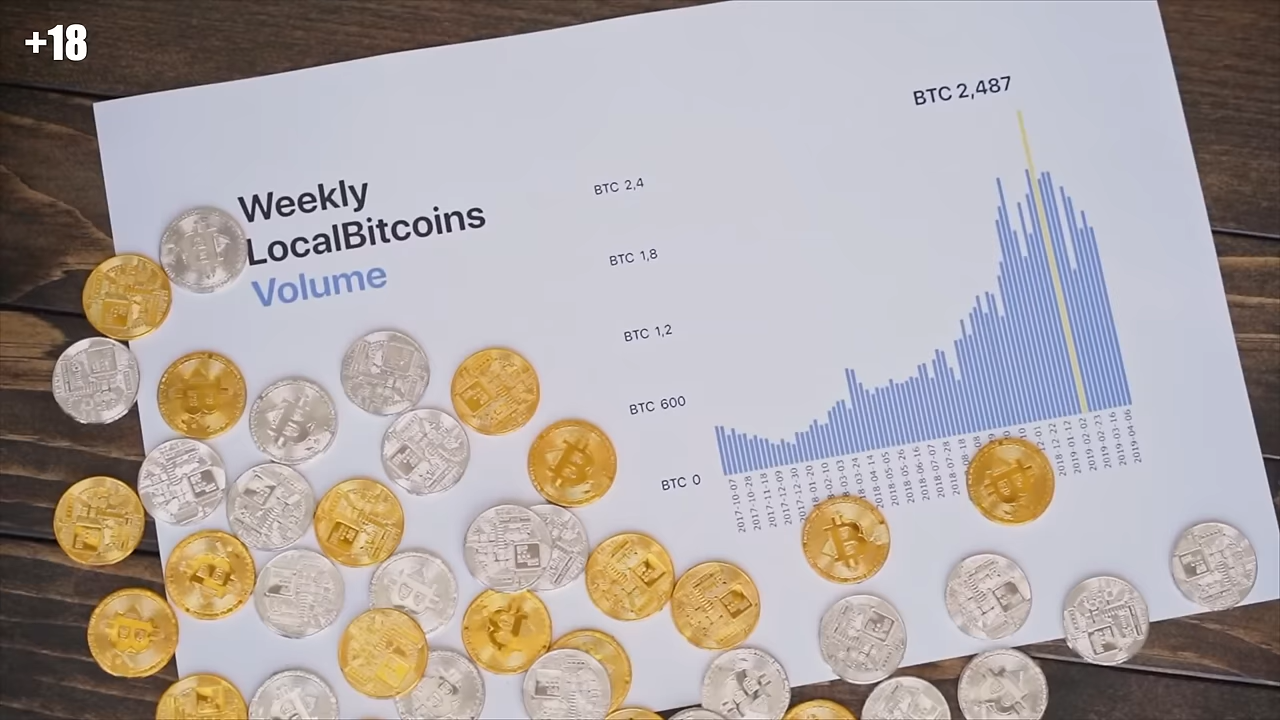 +18
BTC 2,487
Weekly
LocalBitcoins
Volume
BTC 2,4
BTC 1,8
BTC 1,2
BTC 600
BTC 0
2017-10-07
2017-10-28
2017-11-18
2017-12-09
2017-12-30
2018-01-20
02-10
03-03
2018-03-24
2018-04-14
2018-05-05
2018-05-26
2018-06-16
2018-07-07
2018-07-28
08-18
2018-12-22
2019-01-12
2019-02-02
2019-02-23
2019-03-16
2019-04-06